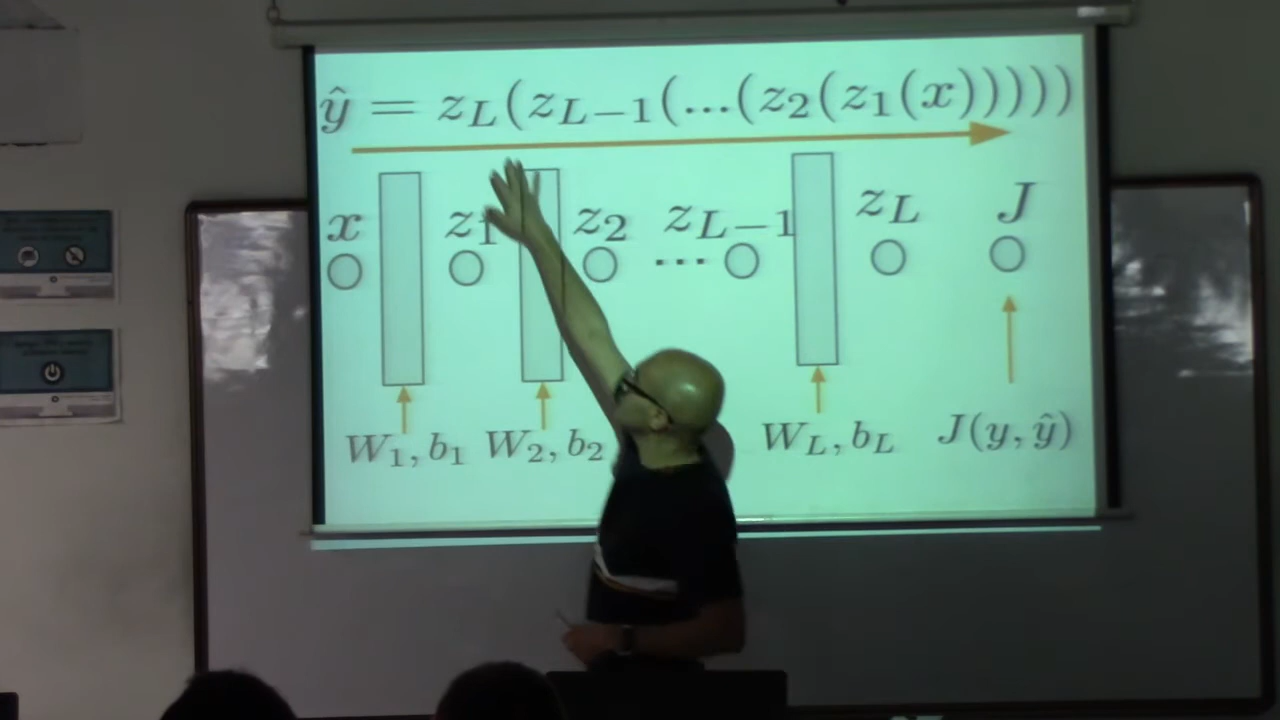 ŷ = z_L(z_{L−1}(...(z_2(z_1(x)))))
x z_1 z_2 ... z_{L−1} z_L J
W_1, b_1 W_2, b_2 W_L, b_L J(y, ŷ)